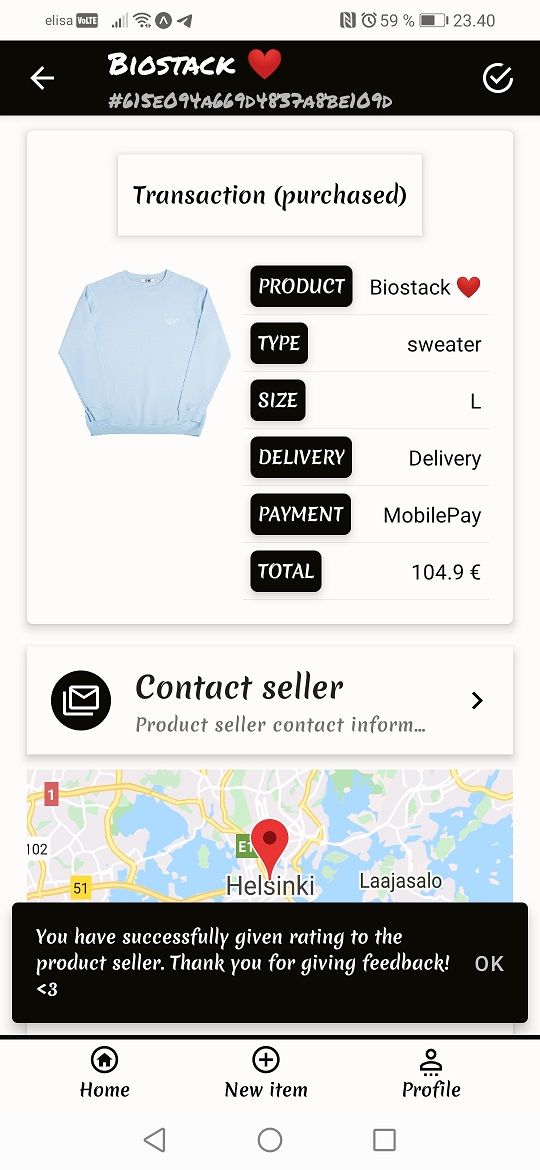 elisa VoLTE 59 % 23.40
Biostack ❤️
#615e094a669d4837a8be109d
Transaction (purchased)
PRODUCT Biostack ❤️
TYPE sweater
SIZE L
DELIVERY Delivery
PAYMENT MobilePay
TOTAL 104.9 €
Contact seller
Product seller contact inform...
1
102
E1
51
Helsinki
Laajasalo
You have successfully given rating to the
product seller. Thank you for giving feedback!
<3
OK
Home New item Profile